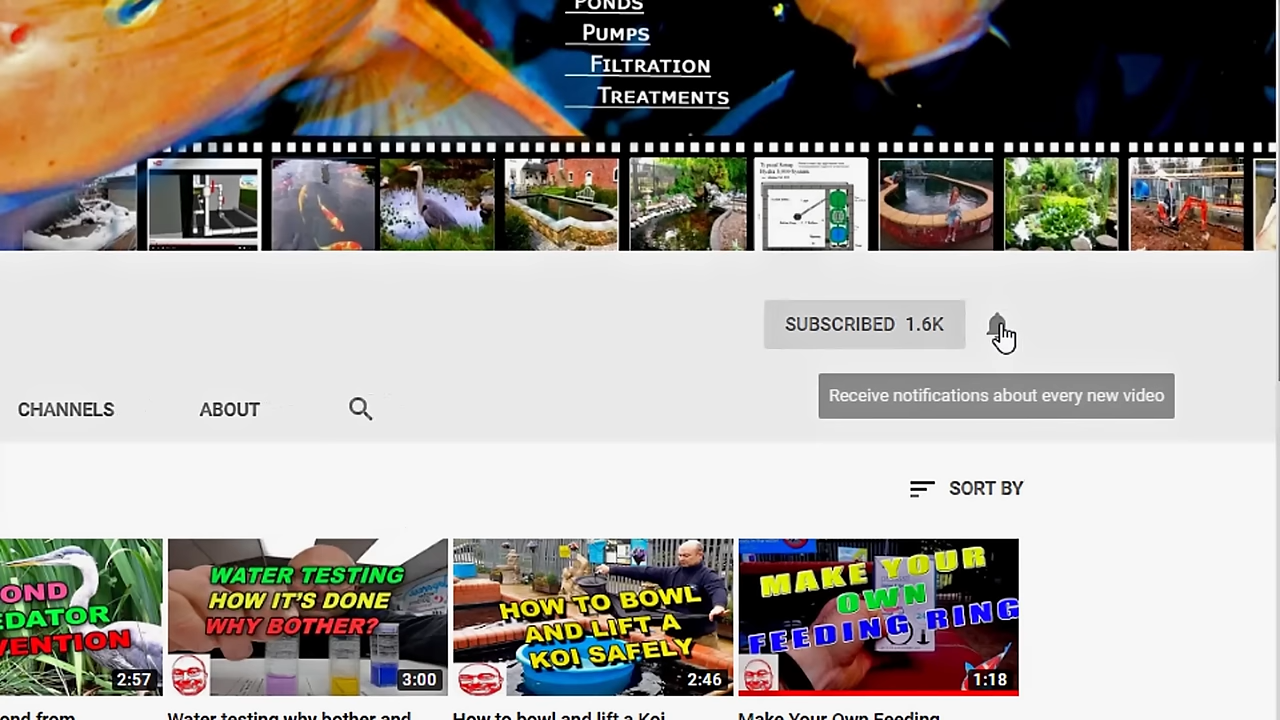 PONDS
PUMPS
FILTRATION
TREATMENTS
SUBSCRIBED 1.6K
Receive notifications about every new video
CHANNELS
ABOUT
SORT BY
OND
EDATOR
VENTION
2:57
WATER TESTING
HOW IT'S DONE
WHY BOTHER?
3:00
HOW TO BOWL
AND LIFT A
KOI SAFELY
2:46
MAKE YOUR
OWN
FEEDING RING
1:18
ond from
Water testing why bother and
How to bowl and lift a Koi
Make Your Own Feeding